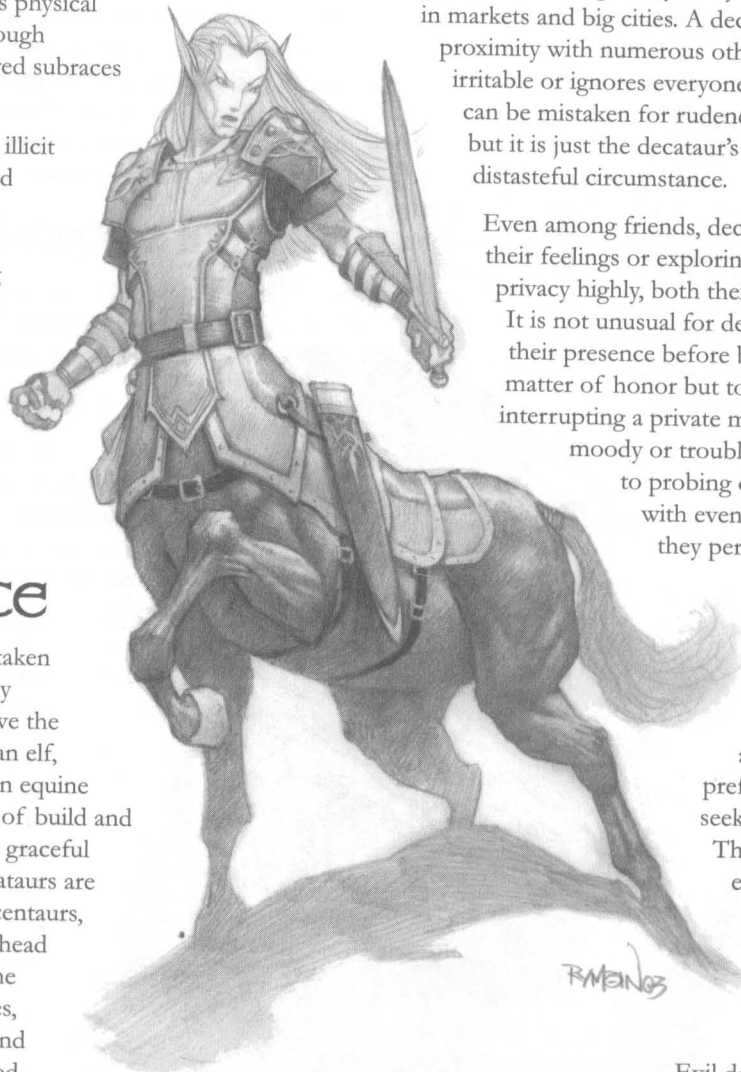 s physical
ough
red subraces
illicit
d
ce
taken
y
ve the
an elf,
n equine
of build and
graceful
ataurs are
centaurs,
head
ne
es,
nd
in markets and big cities. A dec
proximity with numerous oth
irritable or ignores everyone
can be mistaken for rudene
but it is just the decataur's
distasteful circumstance.
Even among friends, dec
their feelings or explorin
privacy highly, both thei
It is not unusual for de
their presence before b
matter of honor but to
interrupting a private m
moody or troubl
to probing
with even
they per
a
pref
seek
Th
e
Evil d